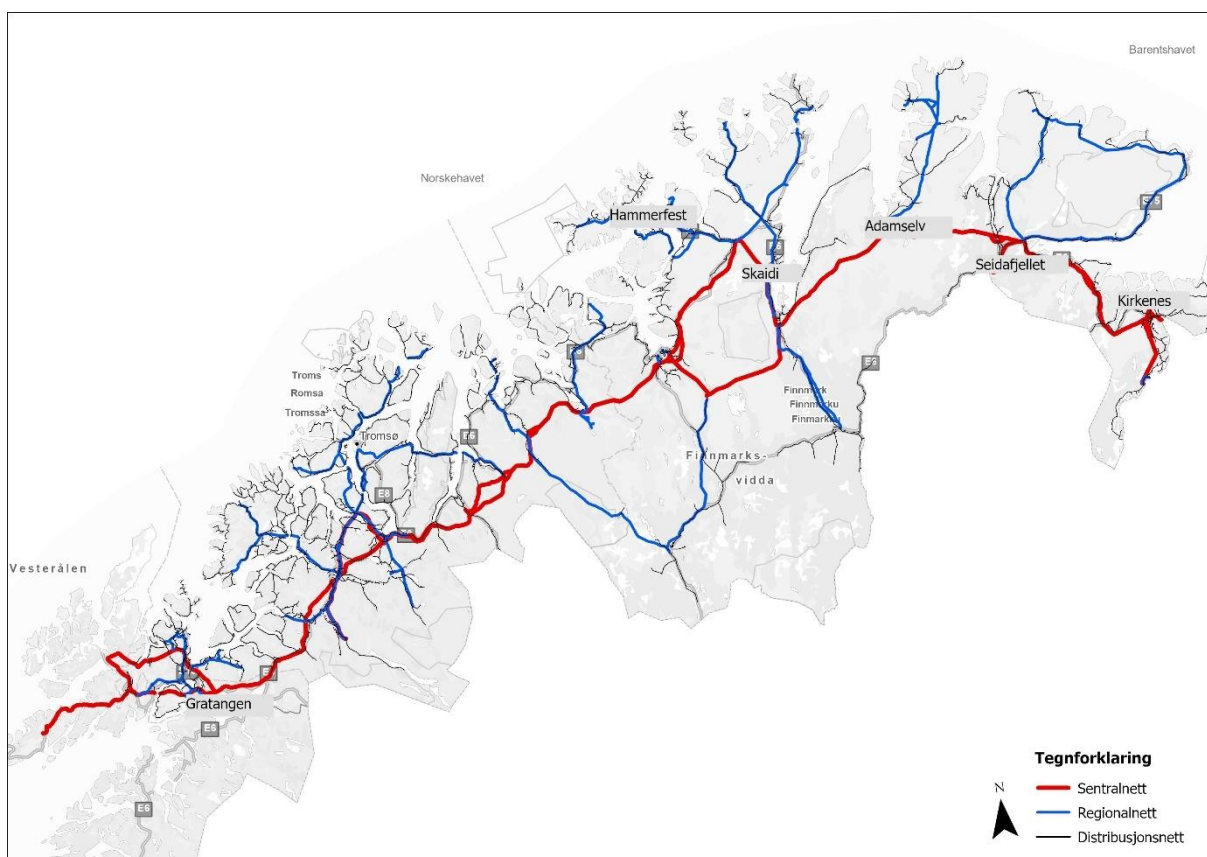 Barentshavet
Norskehavet
Hammerfest
Adamselv
Skaidi
Seidafjellet
Kirkenes
E6
Troms
Romsa
Tromssa
Tromsø
Finnmark
Finnmárku
Finmarkku
Finnmarks-
vidda
E8
Vesterålen
Gratangen
E6
E6
Tegnforklaring
N
Sentralnett
Regionalnett
Distribusjonsnett